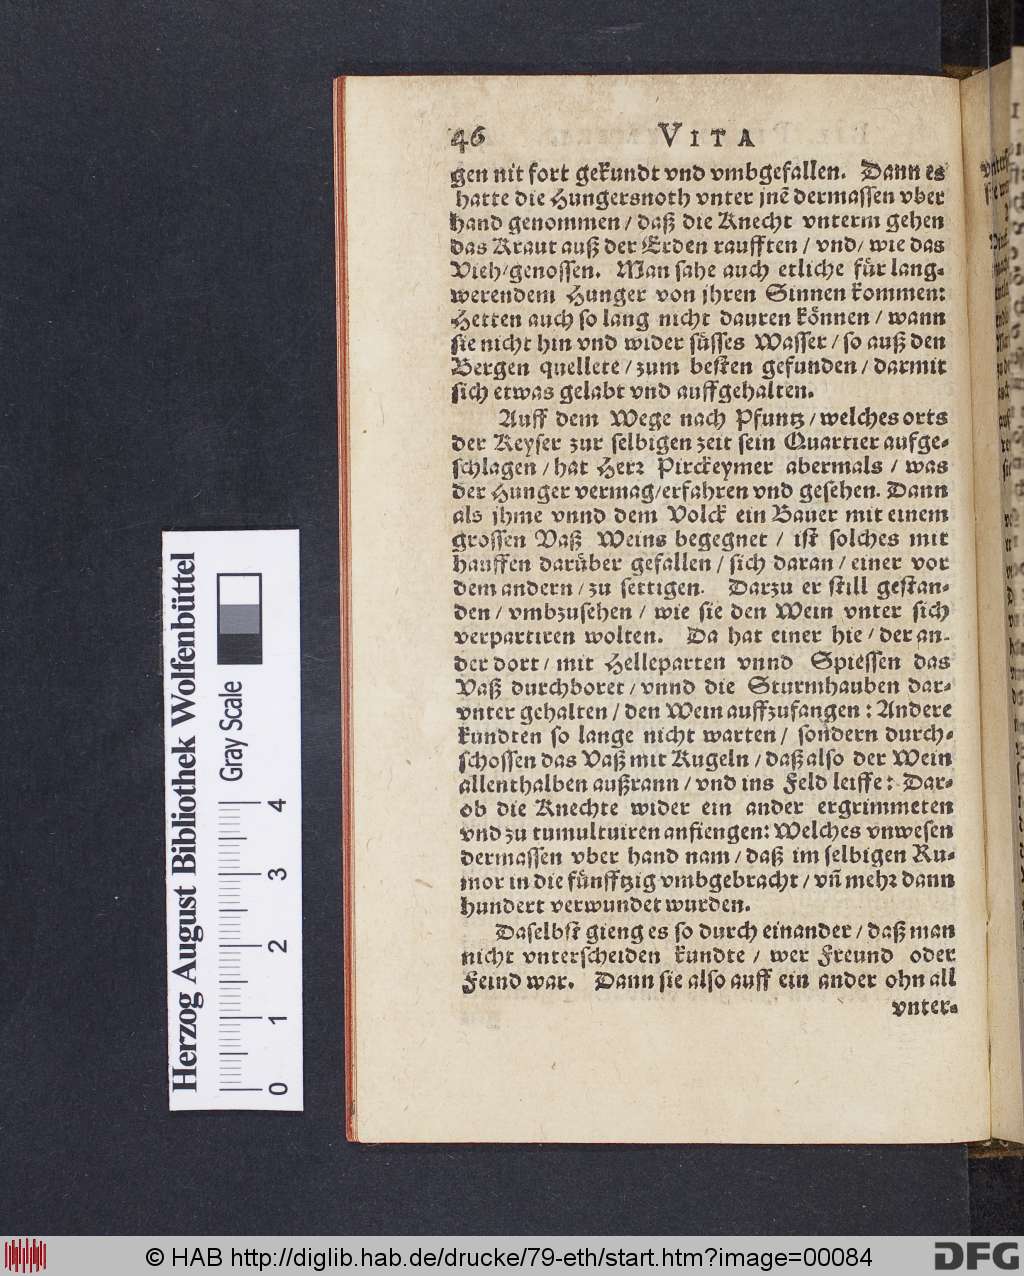 46 VITA
gen nit fort gekundt vnd vmbgefallen. Dann es
hatte die Hungersnoth vnter jnē dermassen vber
hand genommen / daß die Knecht vnterm gehen
das Kraut auß der Erden raufften / vnd / wie das
Vieh / genossen. Man sahe auch etliche für lang-
werendem Hunger von jhren Sinnen kommen:
Hetten auch so lang nicht dauren können / wann
sie nicht hin vnd wider süsses Wasser / so auß den
Bergen quellete / zum besten gefunden / darmit
sich etwas gelabt vnd auffgehalten.
Auff dem Wege nach Pfuntz / welches orts
der Keyser zur selbigen zeit sein Quartier aufge-
schlagen / hat Herr Pirckeymer abermals / was
der Hunger vermag / erfahren vnd gesehen. Dann
als jhme vnnd dem Volck ein Bauer mit einem
grossen Vaß Weins begegnet / ist solches mit
hauffen darüber gefallen / sich daran / einer vor
dem andern / zu settigen. Darzu er still gestan-
den / vmbzusehen / wie sie den Wein vnter sich
verpartiren wolten. Da hat einer hie / der an-
der dort / mit Helleparten vnnd Spiessen das
Vaß durchboret / vnnd die Sturmhauben dar-
vnter gehalten / den Wein auffzufangen: Andere
kundten so lange nicht warten / sondern durch-
schossen das Vaß mit Kugeln / daß also der Wein
allenthalben außrann / vnd ins Feld leiffe: Dar-
ob die Knechte wider ein ander ergrimmeten
vnd zu tumultuiren anfiengen: Welches vnwesen
dermassen vber hand nam / daß im selbigen Ru-
mor in die fünfftzig vmbgebracht / vñ mehr dann
hundert verwundet wurden.
Daselbst gieng es so durch einander / daß man
nicht vnterscheiden kundte / wer Freund oder
Feind war. Dann sie also auff ein ander ohn all
vnter-
Herzog August Bibliothek Wolfenbüttel
Gray Scale
0 1 2 3 4
© HAB http://diglib.hab.de/drucke/79-eth/start.htm?image=00084
DFG